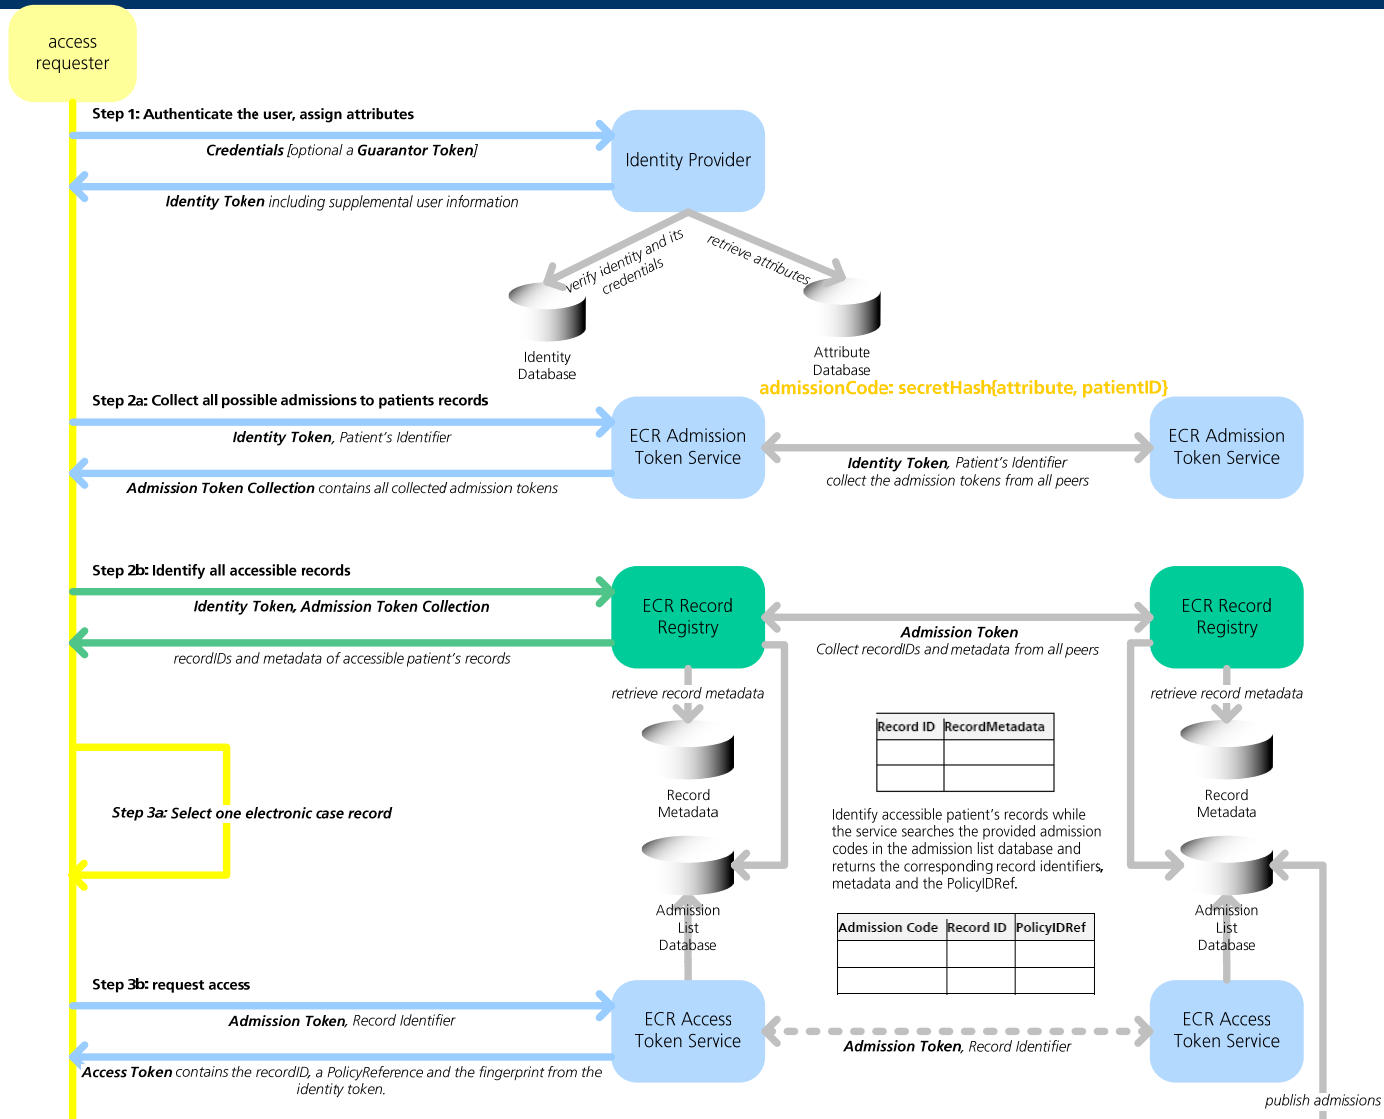 access
requester
Step 1: Authenticate the user, assign attributes
Credentials [optional a Guarantor Token]
Identity Provider
Identity Token including supplemental user information
verify identity and its
credentials
retrieve attributes
Identity
Database
Attribute
Database
admissionCode: secretHash{attribute, patientID}
Step 2a: Collect all possible admissions to patients records
Identity Token, Patient's Identifier
ECR Admission
Token Service
Identity Token, Patient's Identifier
collect the admission tokens from all peers
ECR Admission
Token Service
Admission Token Collection contains all collected admission tokens
Step 2b: Identify all accessible records
Identity Token, Admission Token Collection
ECR Record
Registry
Admission Token
Collect recordIDs and metadata from all peers
ECR Record
Registry
recordIDs and metadata of accessible patient's records
retrieve record metadata
retrieve record metadata
Record ID RecordMetadata
Record
Metadata
Record
Metadata
Step 3a: Select one electronic case record
Identify accessible patient's records while
the service searches the provided admission
codes in the admission list database and
returns the corresponding record identifiers,
metadata and the PolicyIDRef.
Admission
List
Database
Admission
List
Database
Admission Code Record ID PolicyIDRef
Step 3b: request access
Admission Token, Record Identifier
ECR Access
Token Service
Admission Token, Record Identifier
ECR Access
Token Service
Access Token contains the recordID, a PolicyReference and the fingerprint from the
identity token.
publish admissions